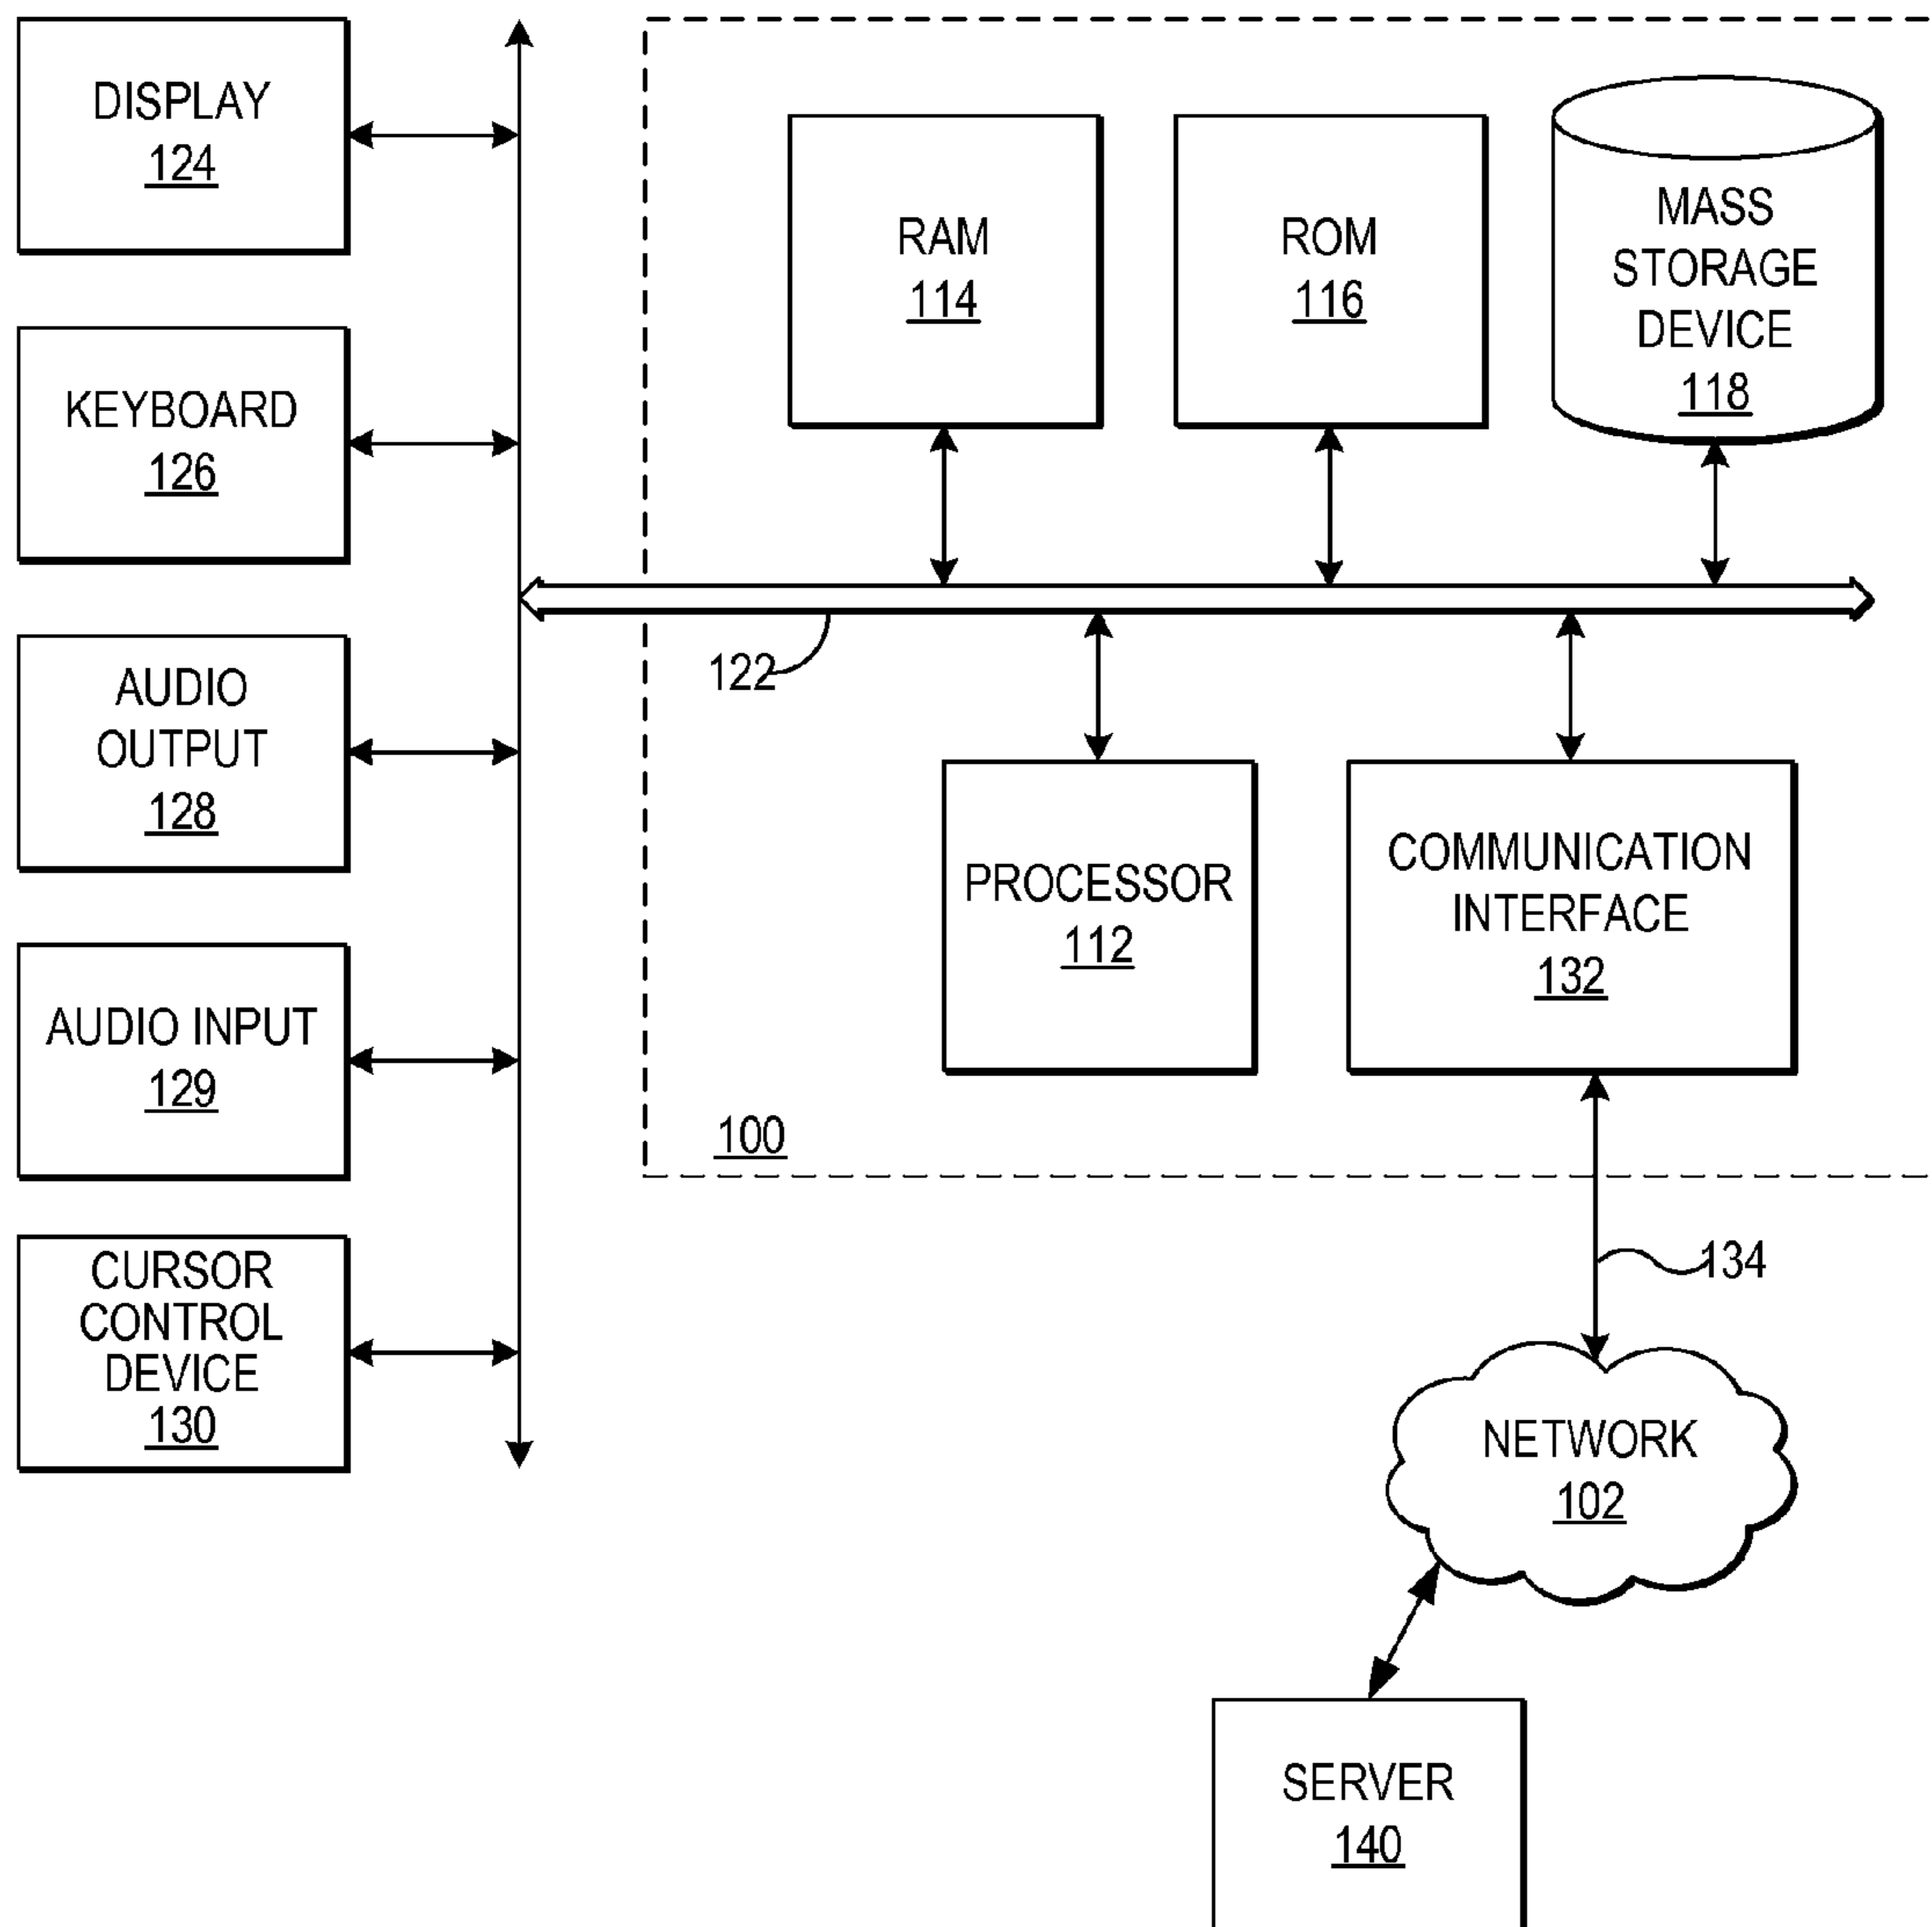 DISPLAY
124
KEYBOARD
126
AUDIO
OUTPUT
128
AUDIO INPUT
129
CURSOR
CONTROL
DEVICE
130
RAM
114
ROM
116
MASS
STORAGE
DEVICE
118
122
PROCESSOR
112
COMMUNICATION
INTERFACE
132
100
134
NETWORK
102
SERVER
140